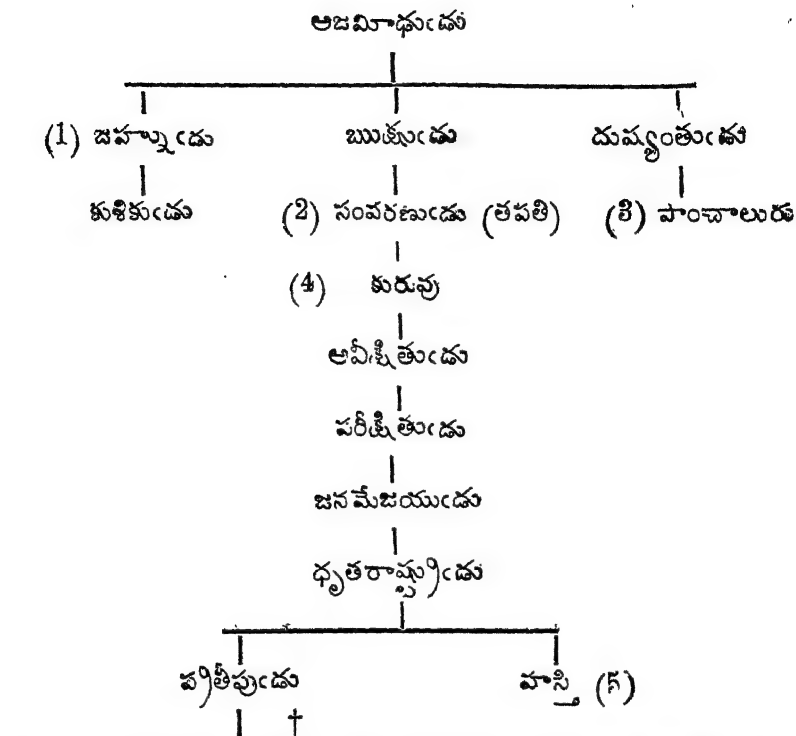 అజమీఢుఁడు
(1) జహ్నుఁడు ఋక్షుఁడు దుష్యంతుఁడు
కుశికుఁడు (2) సంవరణుఁడు (తపతి) (3) పాంచాలురు
(4) కురువు
అవీక్షితుఁడు
పరీక్షితుఁడు
జనమేజయుఁడు
ధృతరాష్ట్రుఁడు
ప్రతీపుఁడు హస్తి (5)
†